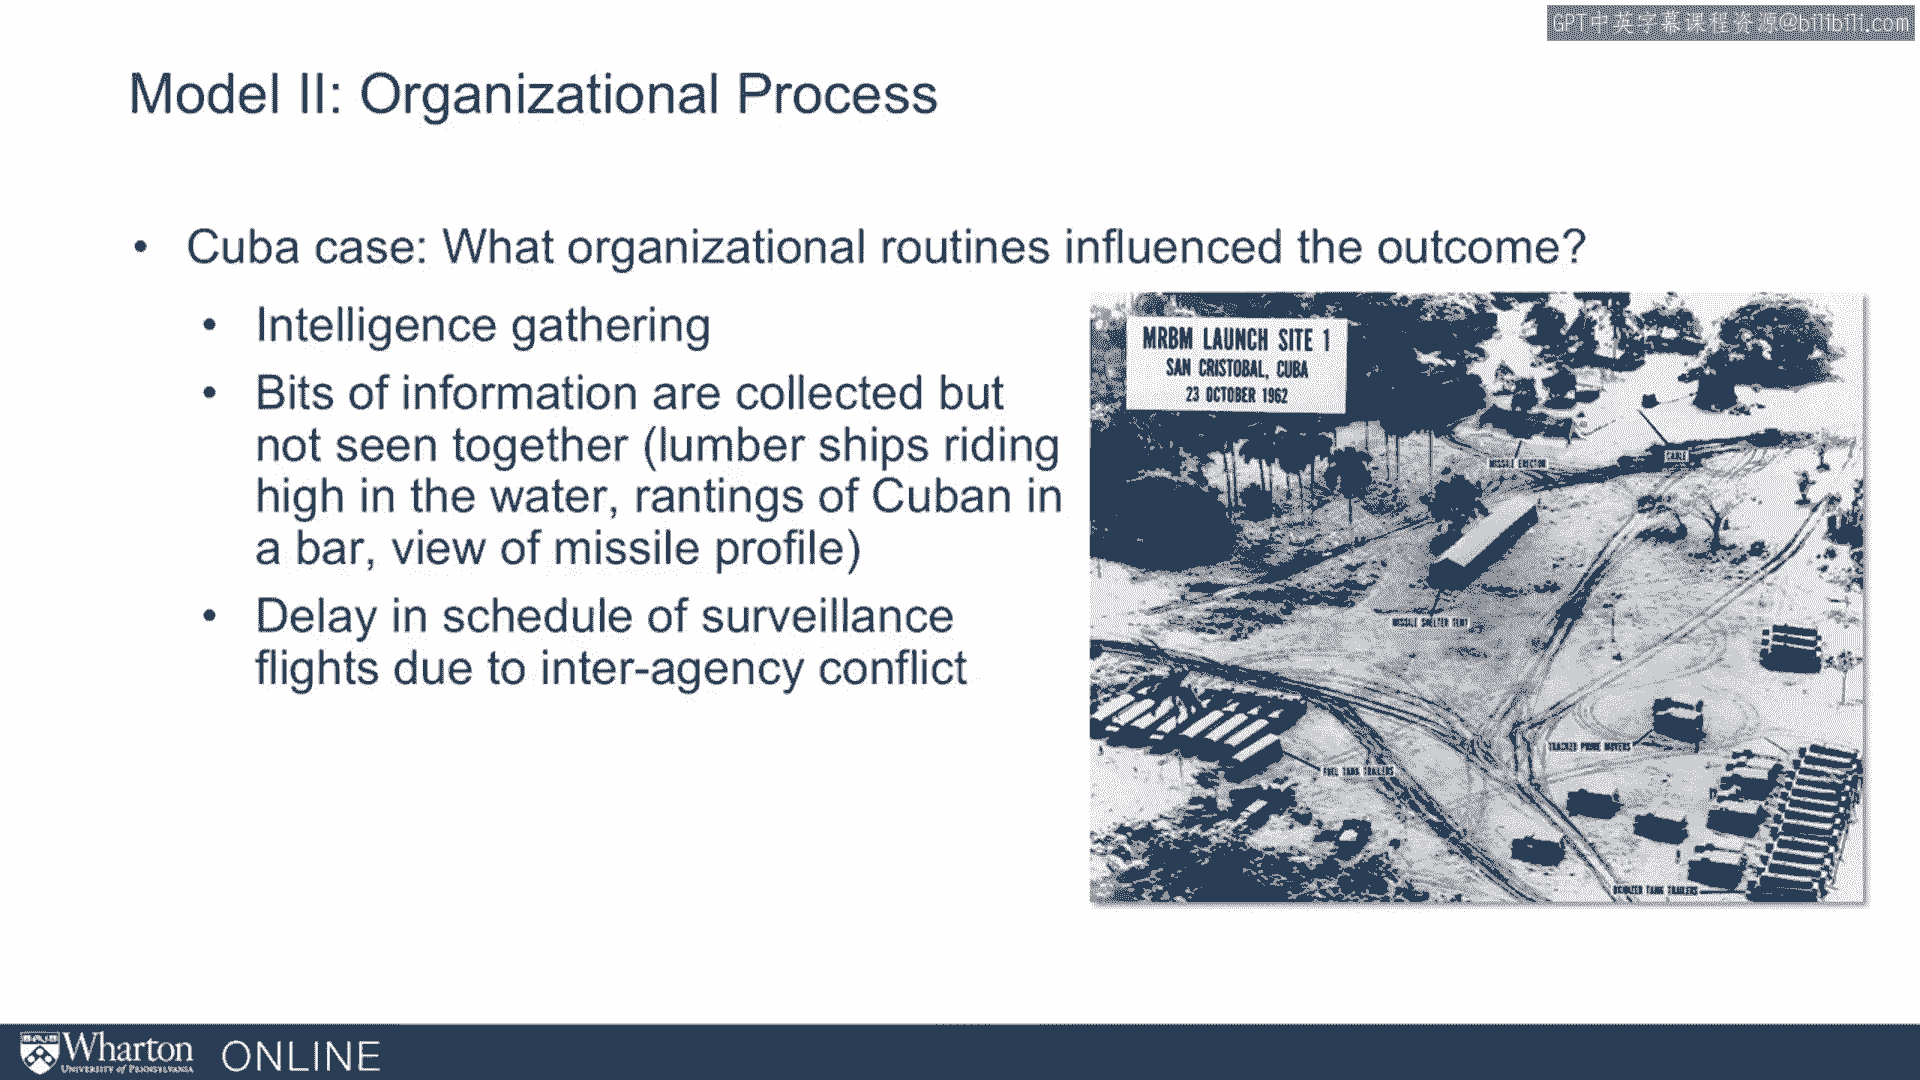 GPT中英字幕课程资源@bilibili.com
Model II: Organizational Process
• Cuba case: What organizational routines influenced the outcome?
• Intelligence gathering
• Bits of information are collected but
not seen together (lumber ships riding
high in the water, rantings of Cuban in
a bar, view of missile profile)
• Delay in schedule of surveillance
flights due to inter-agency conflict
MRBM LAUNCH SITE 1
SAN CRISTOBAL, CUBA
23 OCTOBER 1962
MISSILE ERECTOR
CABLE
MISSILE SHELTER TENT
TRACKED PRIME MOVERS
FUEL TANK TRAILERS
OXIDIZER TANK TRAILERS
Wharton
UNIVERSITY of PENNSYLVANIA
ONLINE